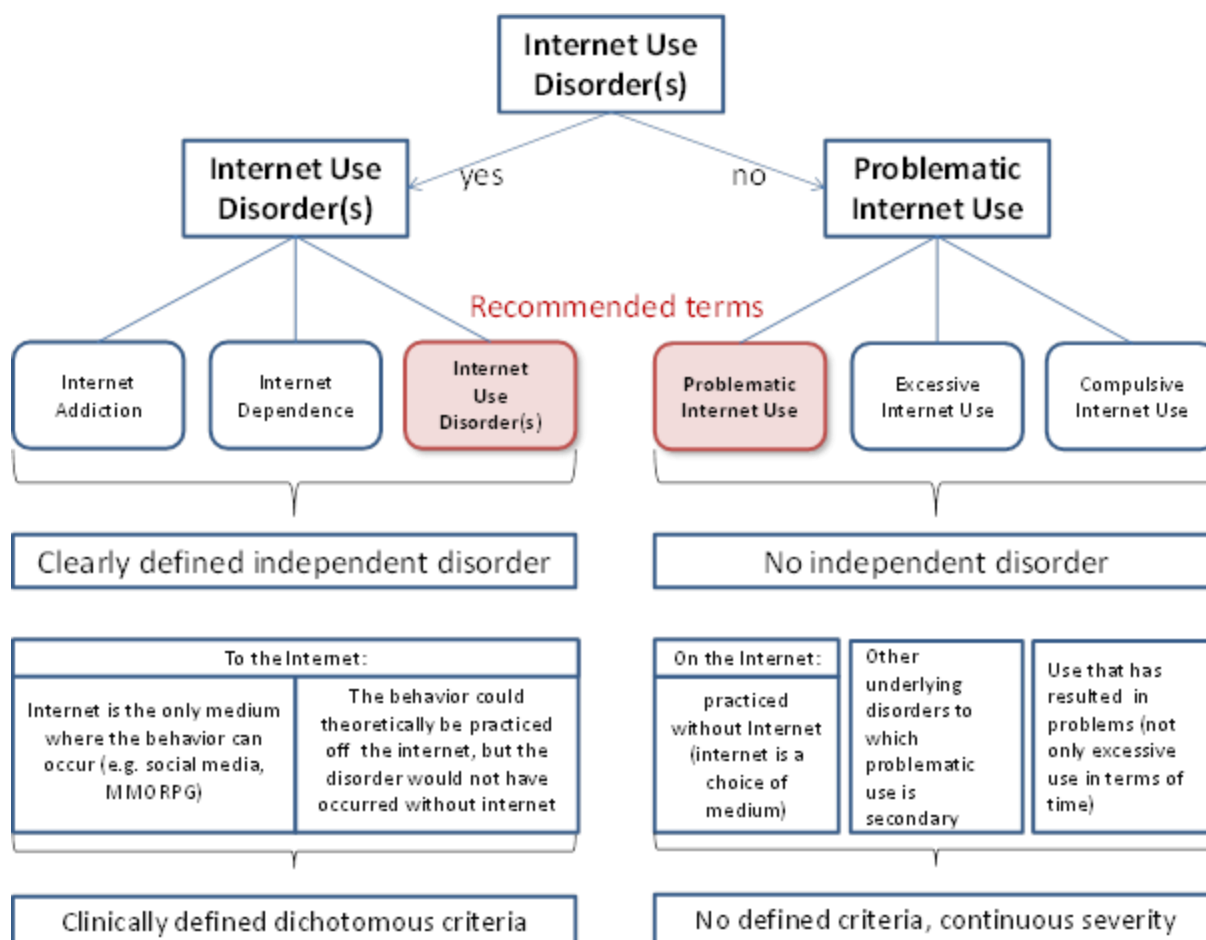 Internet Use
Disorder(s)
Internet Use
Disorder(s)
yes
no
Problematic
Internet Use
Recommended terms
Internet
Addiction
Internet
Dependence
Internet
Use
Disorder(s)
Problematic
Internet Use
Excessive
Internet Use
Compulsive
Internet Use
Clearly defined independent disorder
No independent disorder
To the Internet:
Internet is the only medium
where the behavior can
occur (e.g. social media,
MMORPG)
The behavior could
theoretically be practiced
off the internet, but the
disorder would not have
occurred without internet
On the Internet:
practiced
without Internet
(internet is a
choice of
medium)
Other
underlying
disorders to
which
problematic
use is
secondary
Use that has
resulted in
problems (not
only excessive
use in terms of
time)
Clinically defined dichotomous criteria
No defined criteria, continuous severity